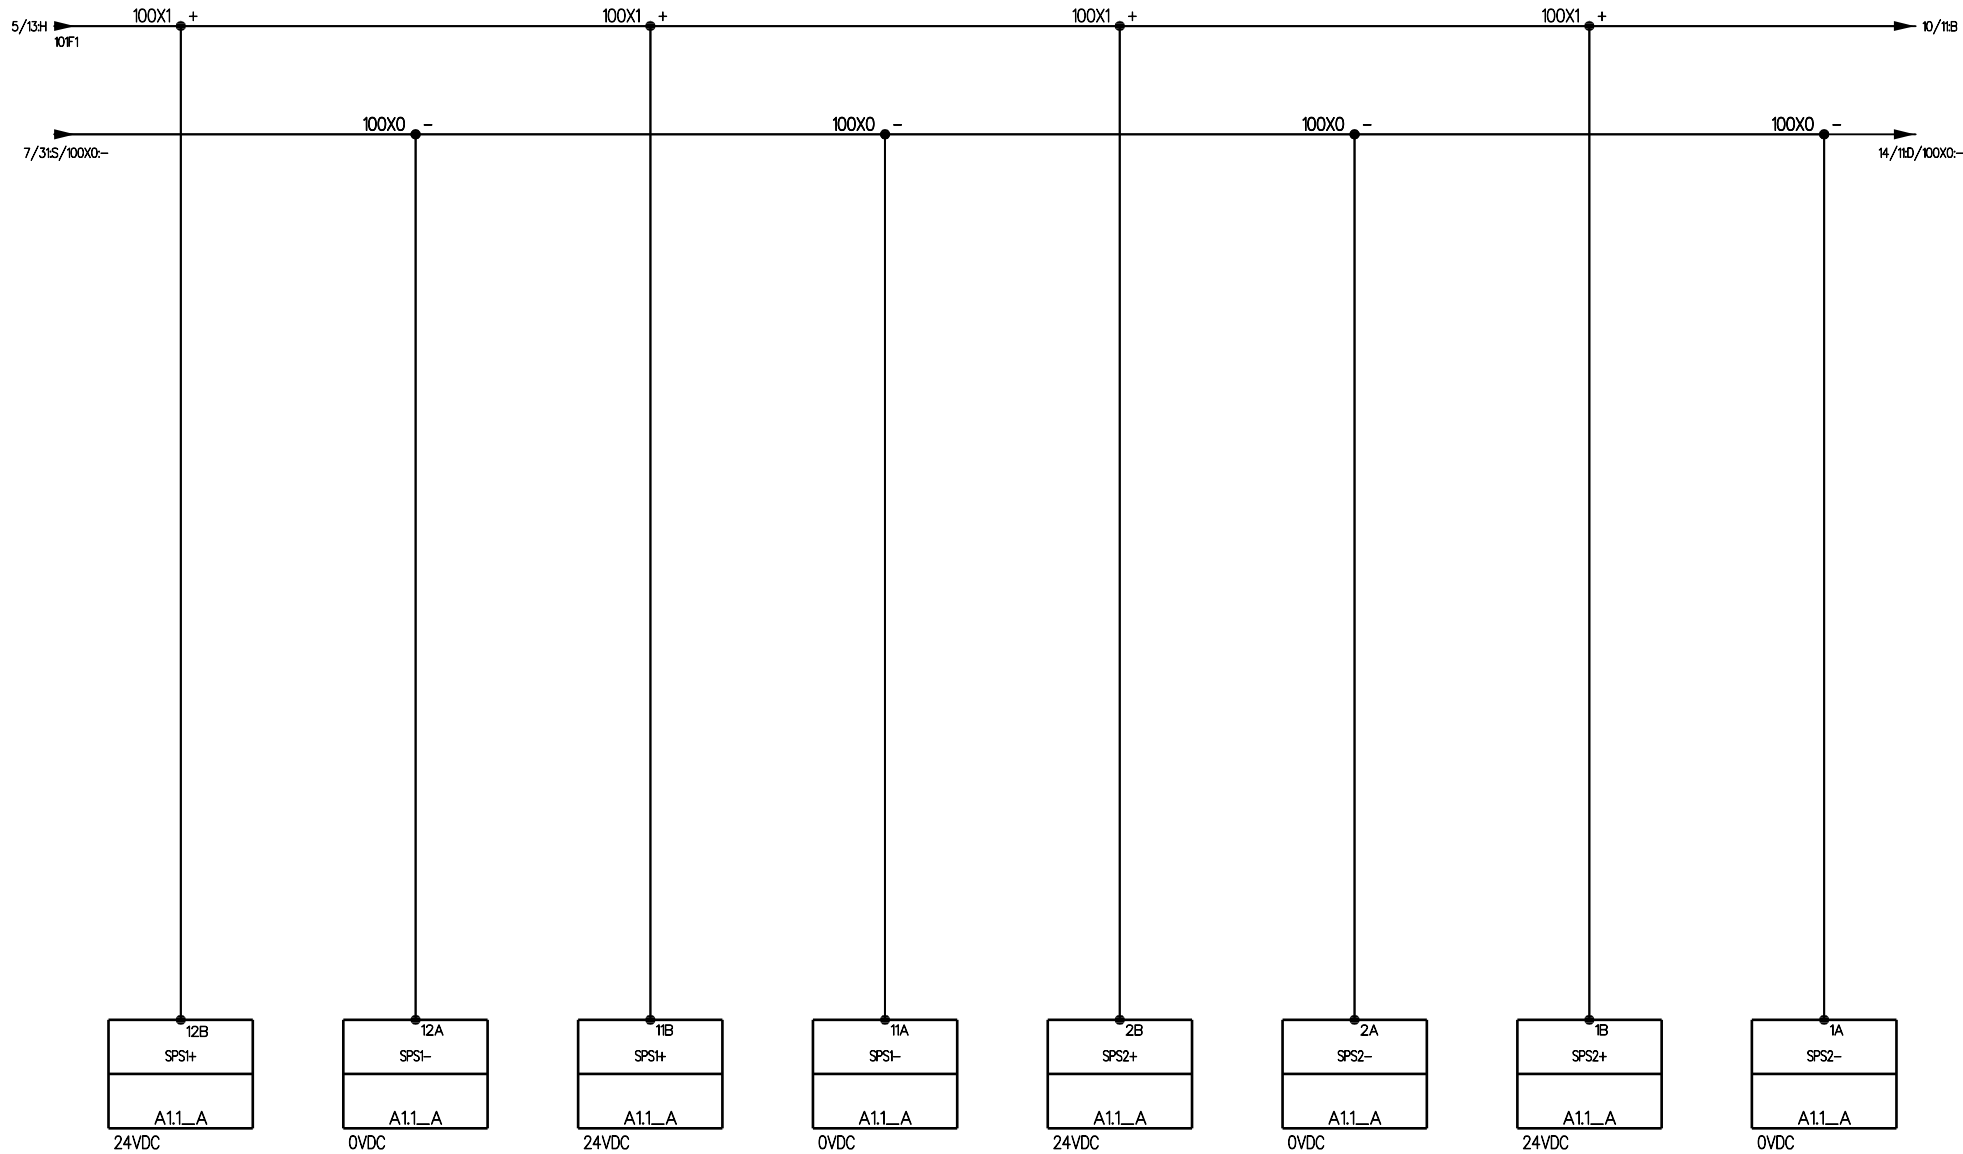 100X1 + 100X1 + 100X1 + 100X1 +
5/13:H 10/11:B
101F1
100X0 - 100X0 - 100X0 - 100X0 -
7/31:S/100X0:- 14/11:D/100X0:-
12B 12A 11B 11A 2B 2A 1B 1A
SPS1+ SPS1- SPS1+ SPS1- SPS2+ SPS2- SPS2+ SPS2-
A1.1_A A1.1_A A1.1_A A1.1_A A1.1_A A1.1_A A1.1_A A1.1_A
24VDC 0VDC 24VDC 0VDC 24VDC 0VDC 24VDC 0VDC